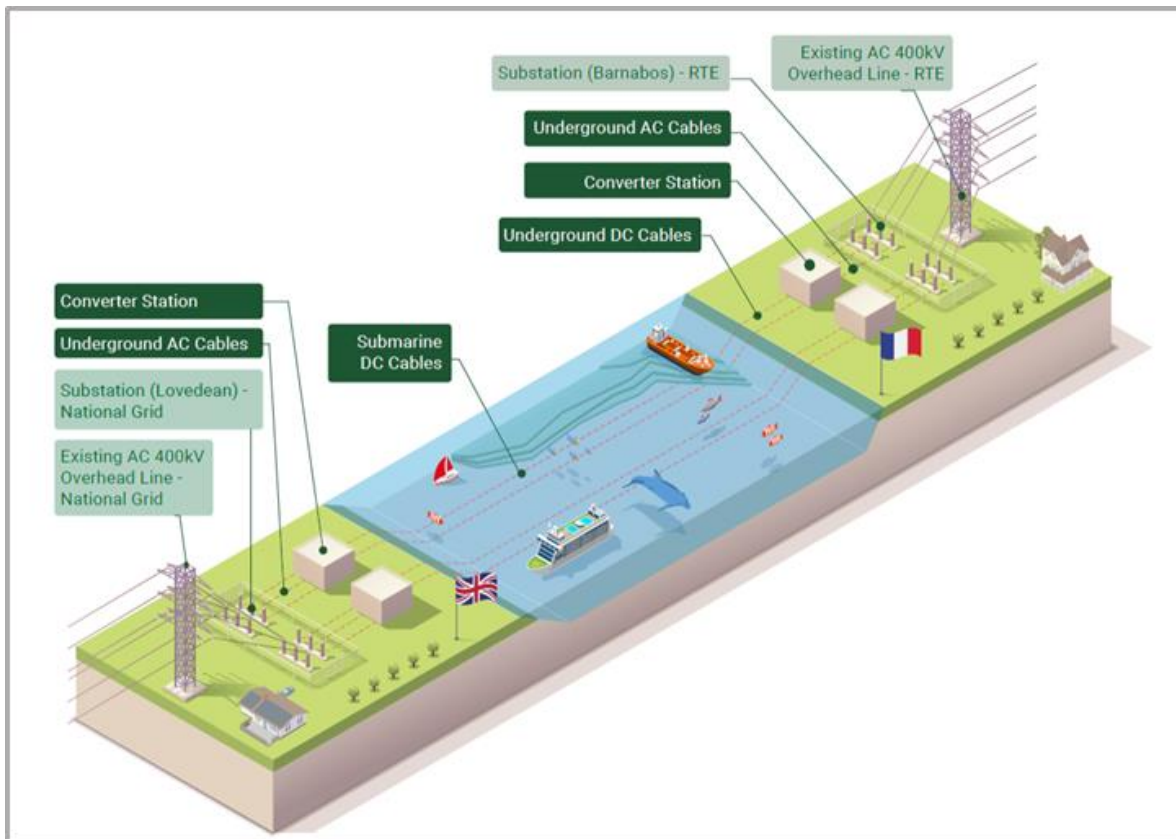 Existing AC 400kV
Overhead Line - RTE
Substation (Barnabos) - RTE
Underground AC Cables
Converter Station
Underground DC Cables
Submarine
DC Cables
Converter Station
Underground AC Cables
Substation (Lovedean) -
National Grid
Existing AC 400kV
Overhead Line -
National Grid